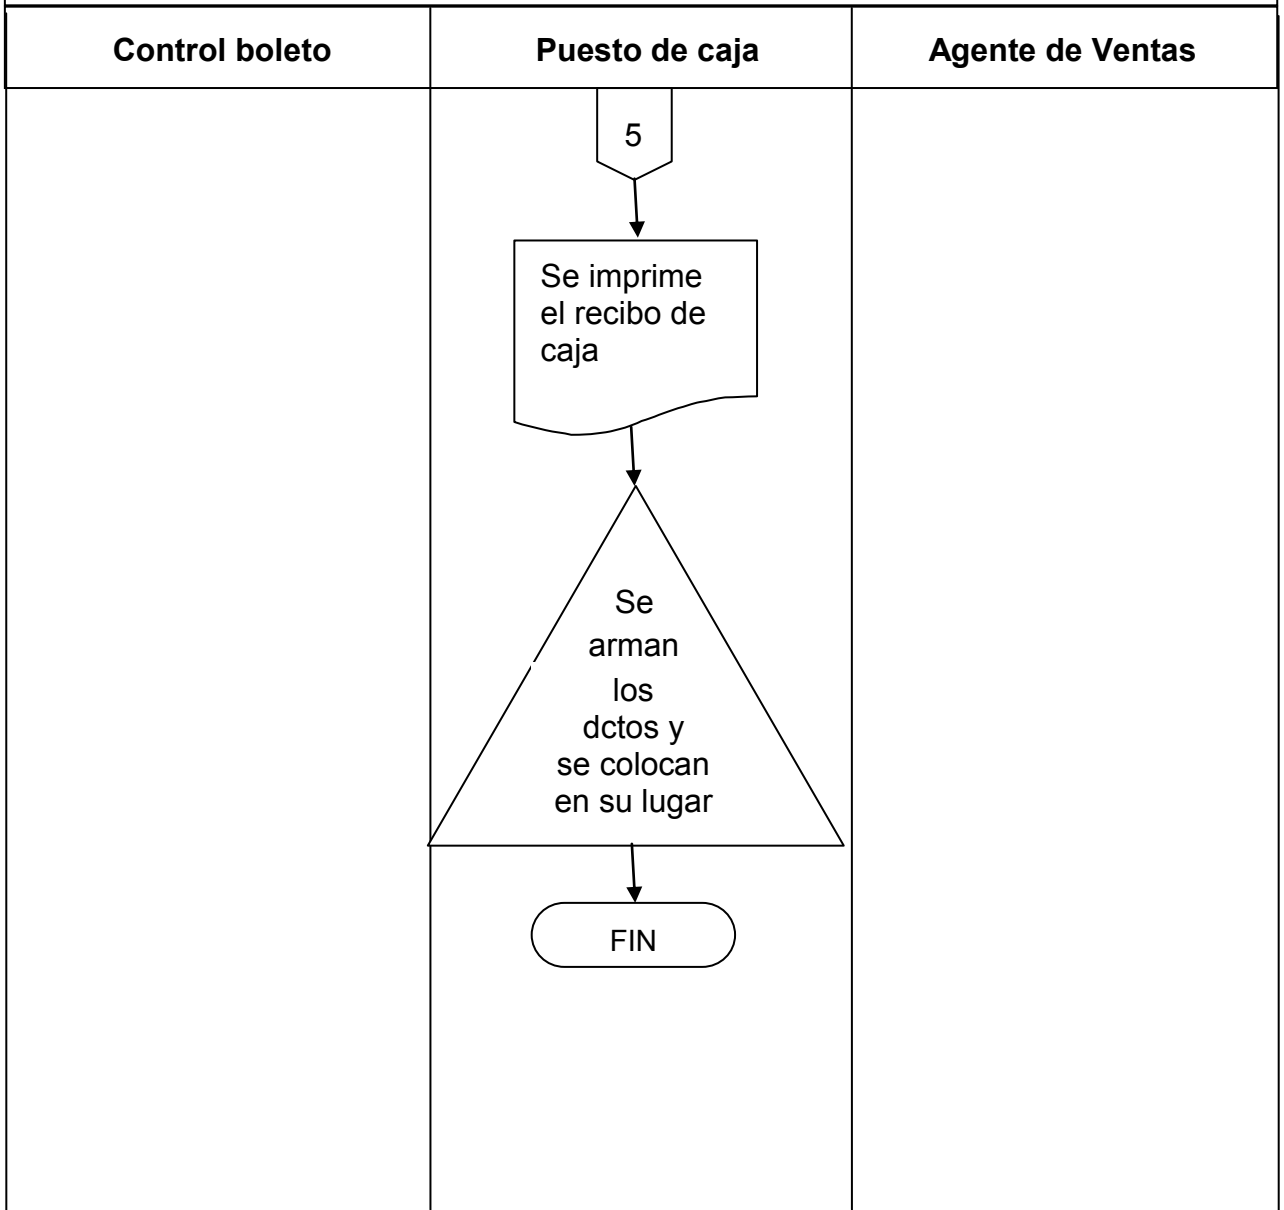 Control boleto
Puesto de caja
Agente de Ventas
5
Se imprime
el recibo de
caja
Se
arman
los
dctos y
se colocan
en su lugar
FIN